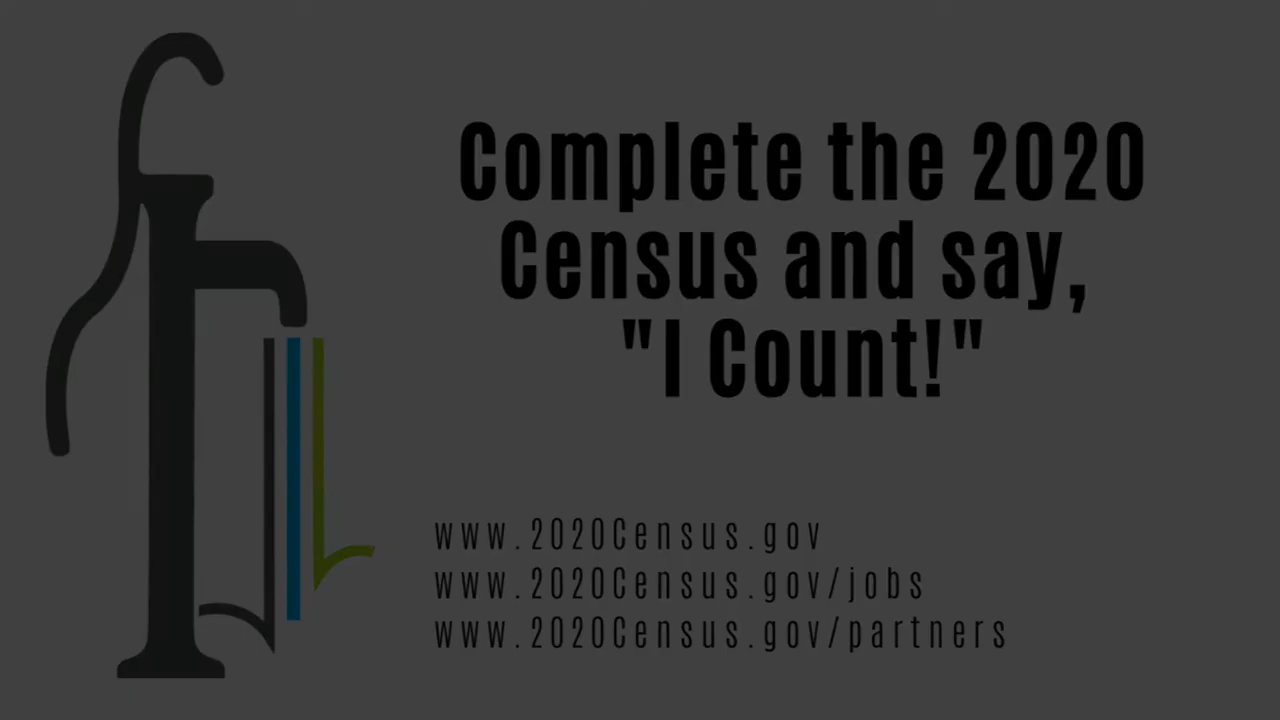 Complete the 2020
Census and say,
"I Count!"
www.2020Census.gov
www.2020Census.gov/jobs
www.2020Census.gov/partners